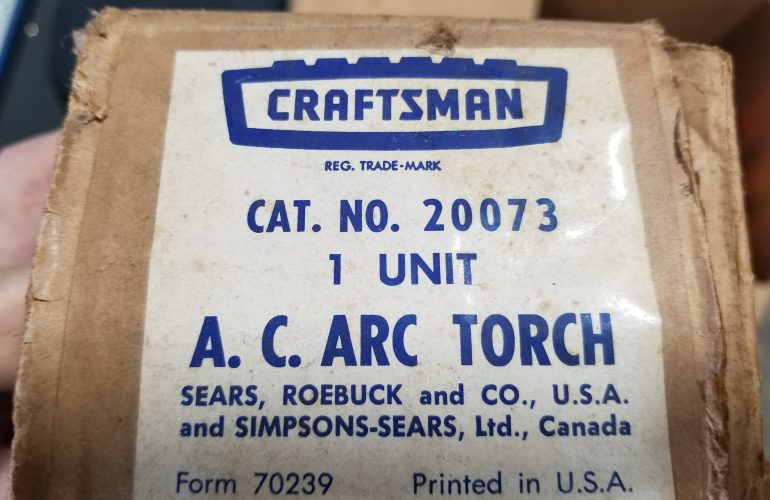 CRAFTSMAN
REG. TRADE-MARK
CAT. NO. 20073
1 UNIT
A. C. ARC TORCH
SEARS, ROEBUCK and CO., U.S.A.
and SIMPSONS-SEARS, Ltd., Canada
Form 70239 Printed in U.S.A.